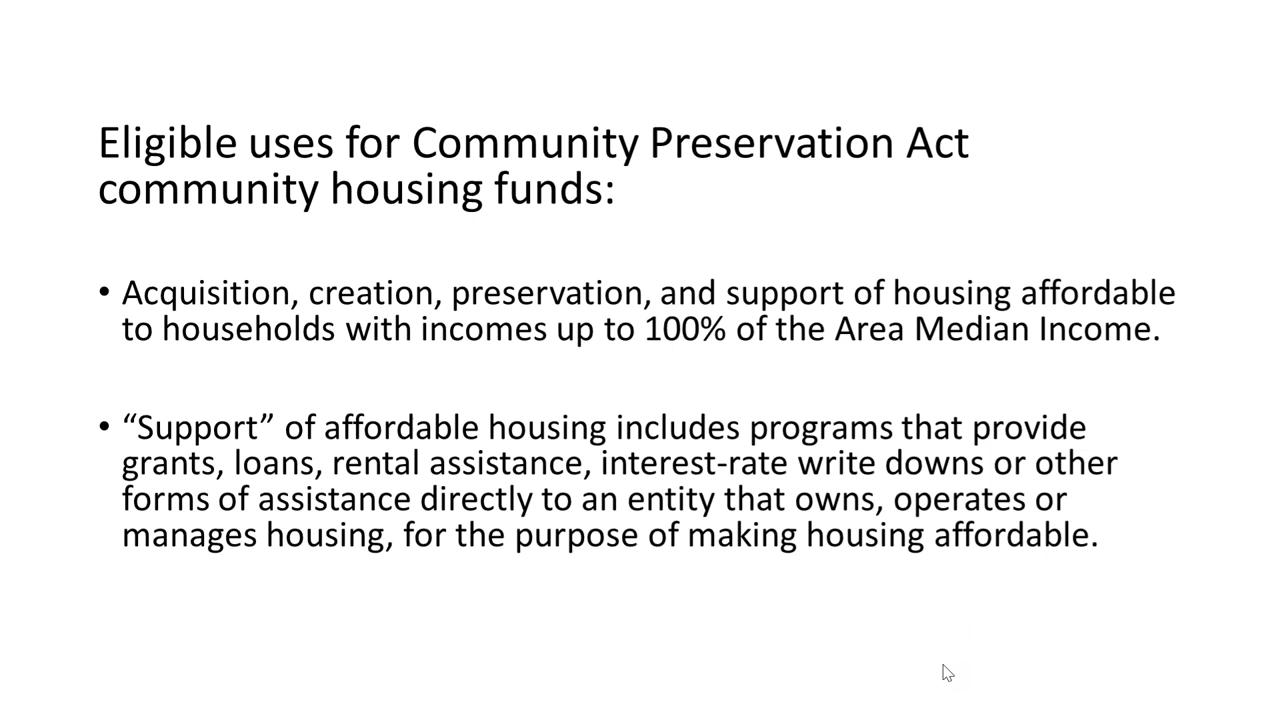 Eligible uses for Community Preservation Act
community housing funds:
• Acquisition, creation, preservation, and support of housing affordable
to households with incomes up to 100% of the Area Median Income.
• “Support” of affordable housing includes programs that provide
grants, loans, rental assistance, interest-rate write downs or other
forms of assistance directly to an entity that owns, operates or
manages housing, for the purpose of making housing affordable.